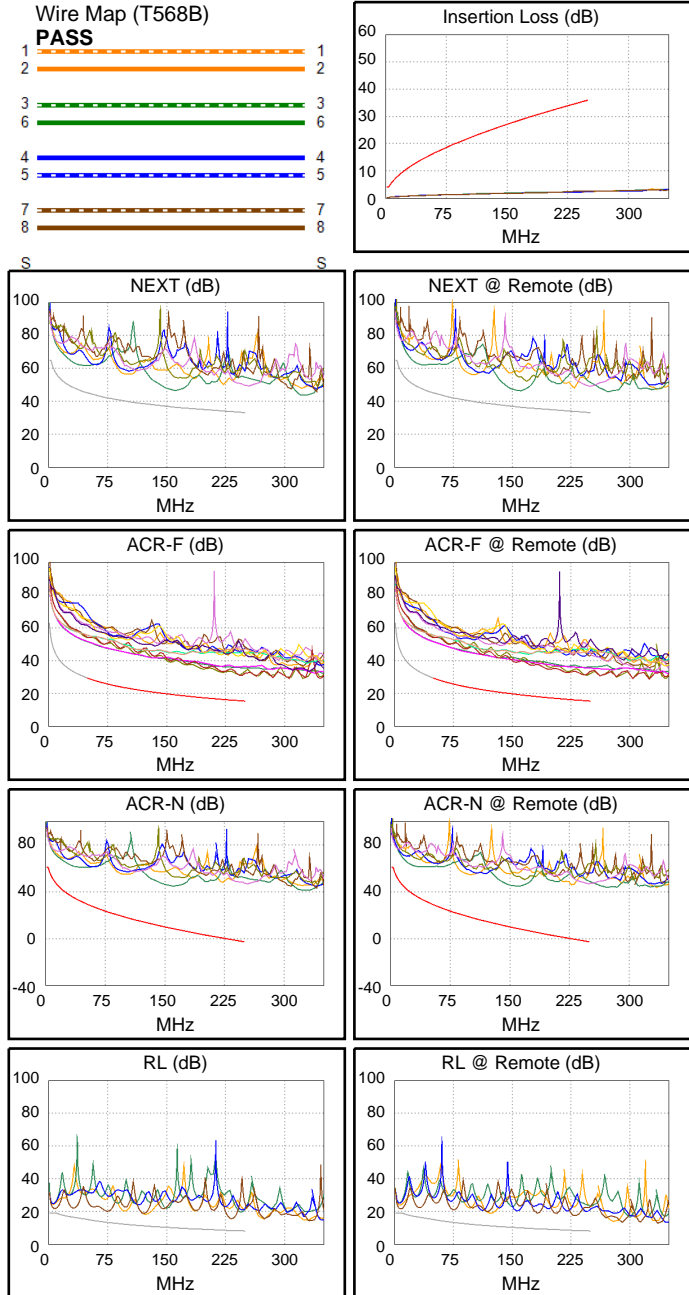 Wire Map (T568B)
PASS
1 1
2 2
3 3
6 6
4 4
5 5
7 7
8 8
S S
Insertion Loss (dB)
60
50
40
30
20
10
0
0 75 150 225 300
MHz
NEXT (dB)
100
80
60
40
20
0
0 75 150 225 300
MHz
NEXT @ Remote (dB)
100
80
60
40
20
0
0 75 150 225 300
MHz
ACR-F (dB)
100
80
60
40
20
0
0 75 150 225 300
MHz
ACR-F @ Remote (dB)
100
80
60
40
20
0
0 75 150 225 300
MHz
ACR-N (dB)
80
40
0
-40
0 75 150 225 300
MHz
ACR-N @ Remote (dB)
80
40
0
-40
0 75 150 225 300
MHz
RL (dB)
100
80
60
40
20
0
0 75 150 225 300
MHz
RL @ Remote (dB)
100
80
60
40
20
0
0 75 150 225 300
MHz